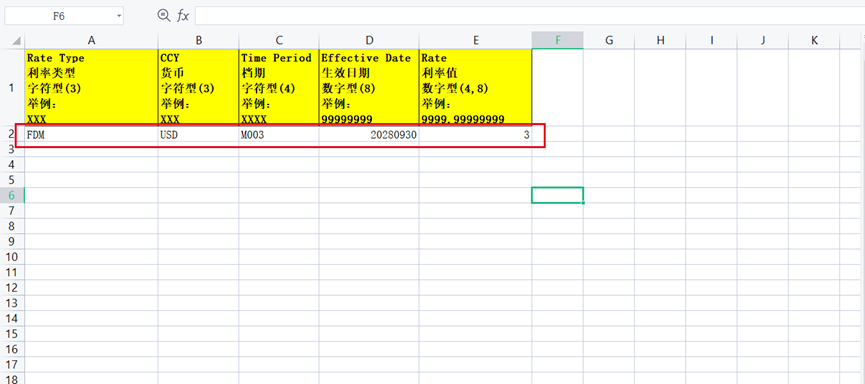 F6
fx
A B C D E F G H I J K
1
Rate Type
利率类型
字符型(3)
举例:
XXX
CCY
货币
字符型(3)
举例:
XXX
Time Period
档期
字符型(4)
举例:
XXXX
Effective Date
生效日期
数字型(8)
举例:
99999999
Rate
利率值
数字型(4,8)
举例:
9999.99999999
2 FDM USD M003 20280930 3
3
4
5
6
7
8
9
10
11
12
13
14
15
16
17
18